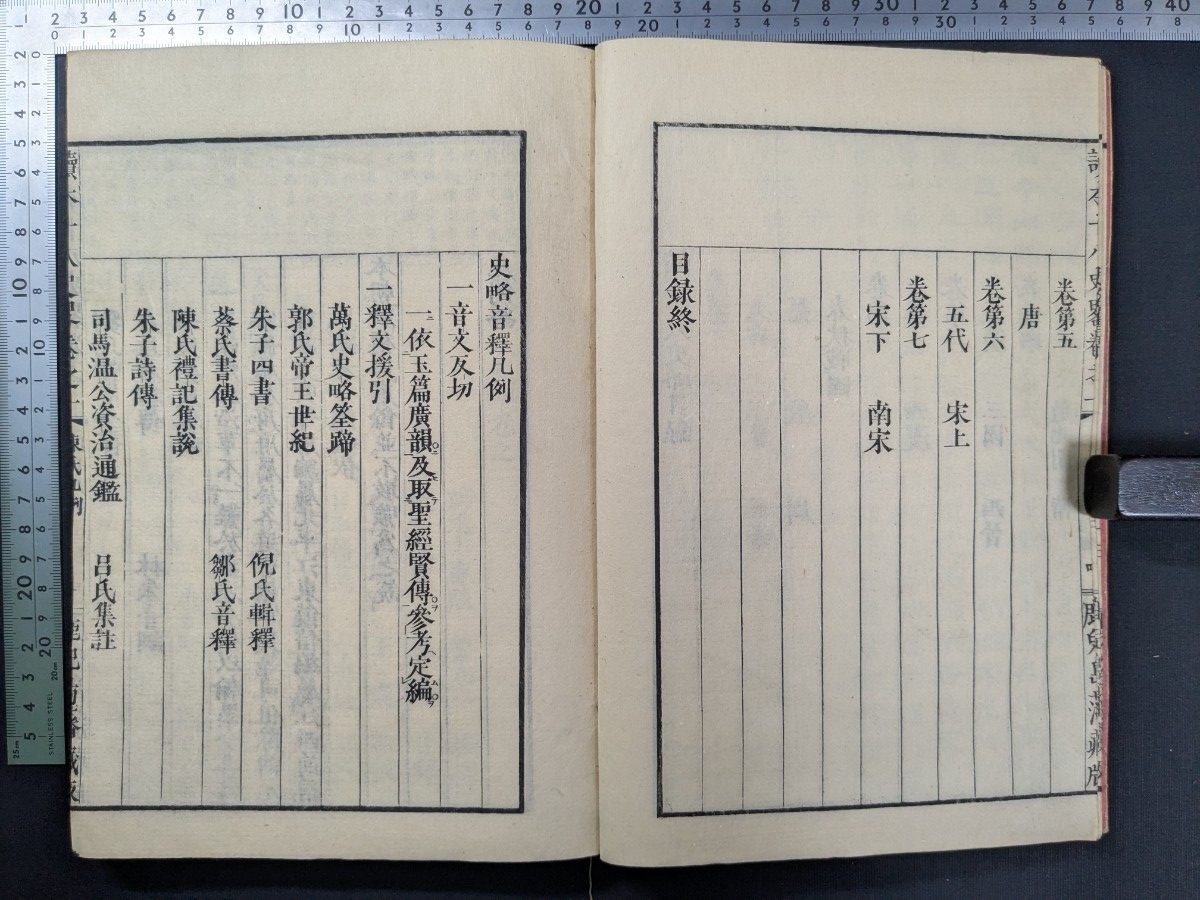 卷第五
唐
卷第六
五代 宋上
卷第七
宋下 南宋
目録終
史略音釋凡例
一音文反切
一依玉篇廣韻及取聖經賢傳參考定編
一釋文援引
萬氏史略筌蹄
郭氏帝王世紀
朱子四書 倪氏輯釋
蔡氏書傳 鄒氏音釋
陳氏禮記集説
朱子詩傳
司馬温公資治通鑑 吕氏集註